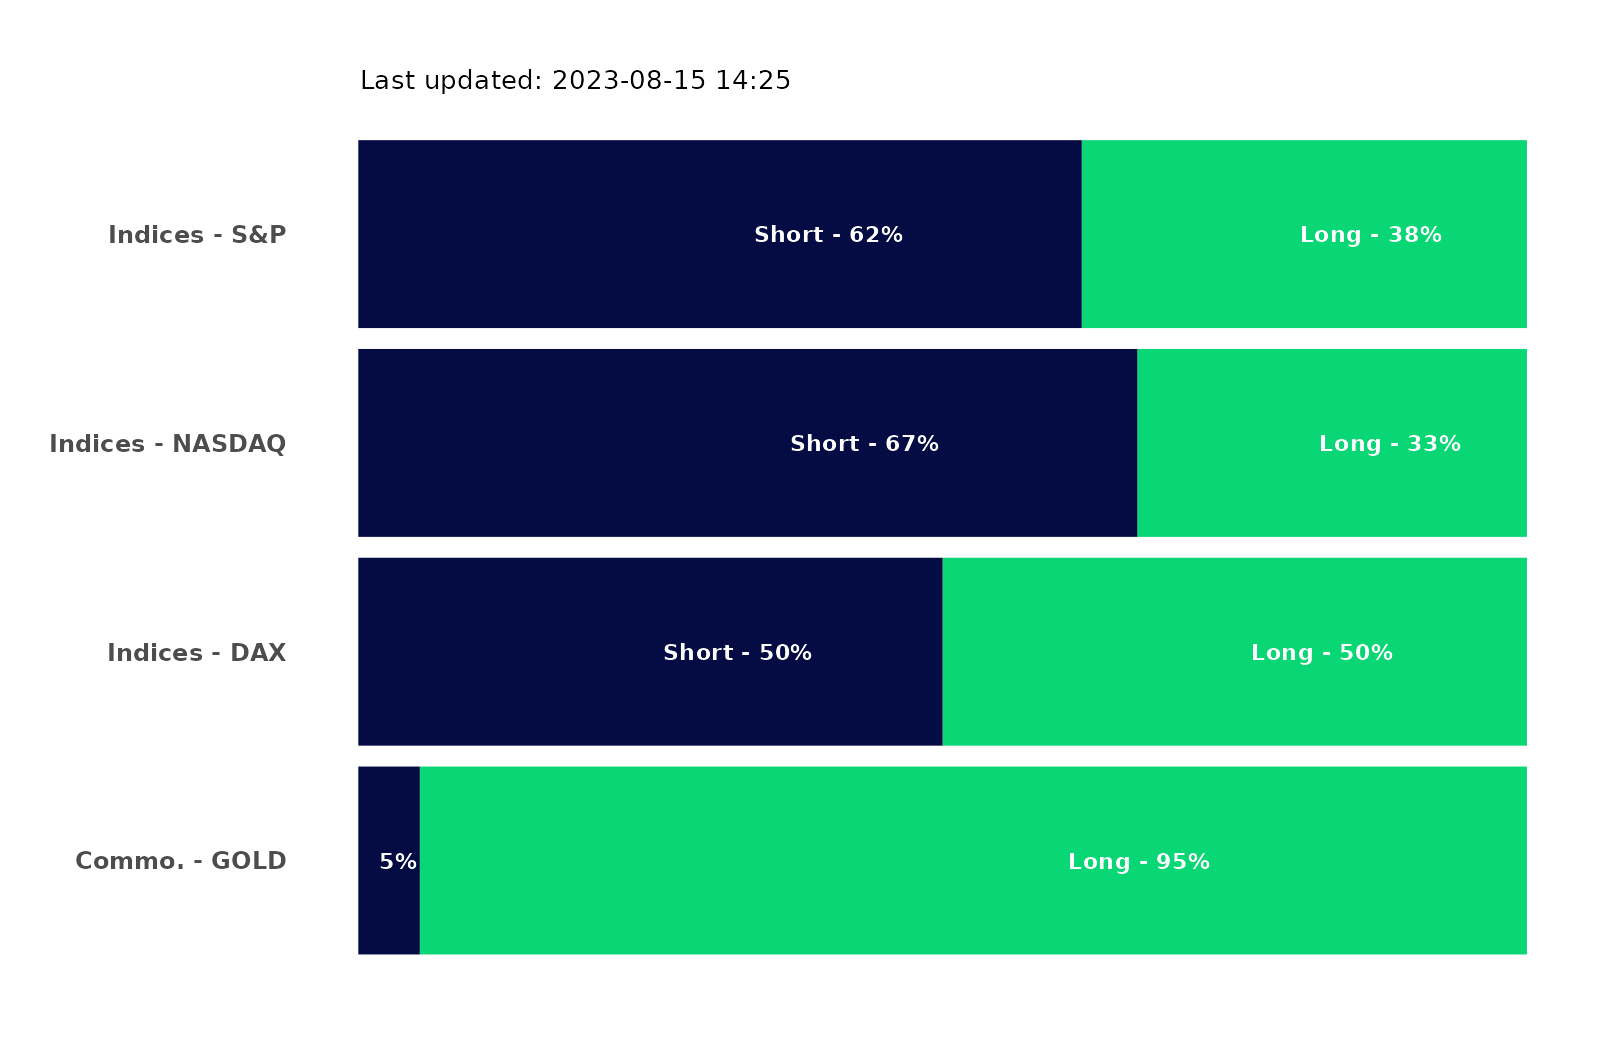 Last updated: 2023-08-15 14:25
Indices - S&P
Short - 62%
Long - 38%
Indices - NASDAQ
Short - 67%
Long - 33%
Indices - DAX
Short - 50%
Long - 50%
Commo. - GOLD
5%
Long - 95%